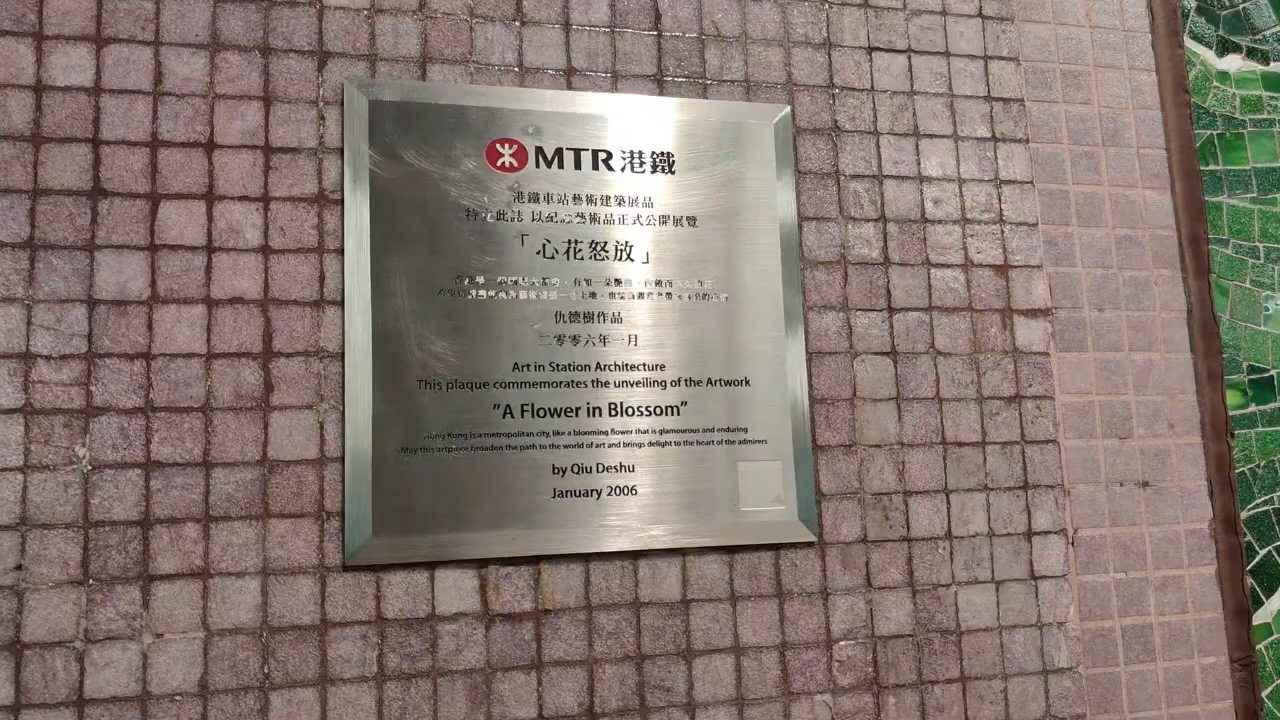 MTR 港鐵
港鐵車站藝術建築展品
特 此誌 以紀念藝術品正式公開展覽
「心花怒放」
仇德樹作品
二零零六年一月
Art in Station Architecture
This plaque commemorates the unveiling of the Artwork
"A Flower in Blossom"
Hong Kong is a metropolitan city, like a blooming flower that is glamourous and enduring
May this artpiece broaden the path to the world of art and brings delight to the heart of the admirers
by Qiu Deshu
January 2006